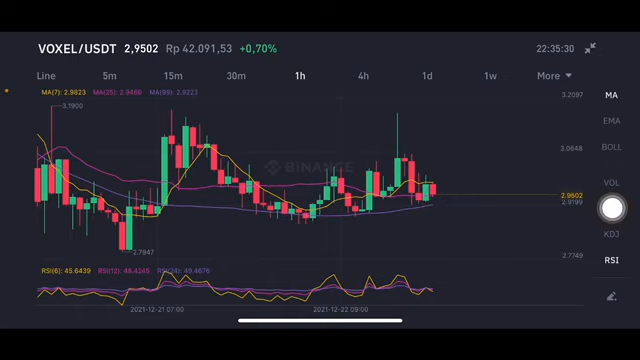 VOXEL/USDT 2,9502 Rp 42.091,53 +0,70% 22:35:30
Line 5m 15m 30m 1h 4h 1d 1w More
MA(7): 2.9823 MA(25): 2.9466 MA(99): 2.9223
3.2097
3.1900
MA
EMA
3.0648
BOLL
BINANCE
VOL
2.9502
2.9199
KDJ
2.7947
2.7749
RSI
RSI(6): 45.6439 RSI(12): 48.4245 RSI(24): 49.4676
2021-12-21 07:00 2021-12-22 09:00